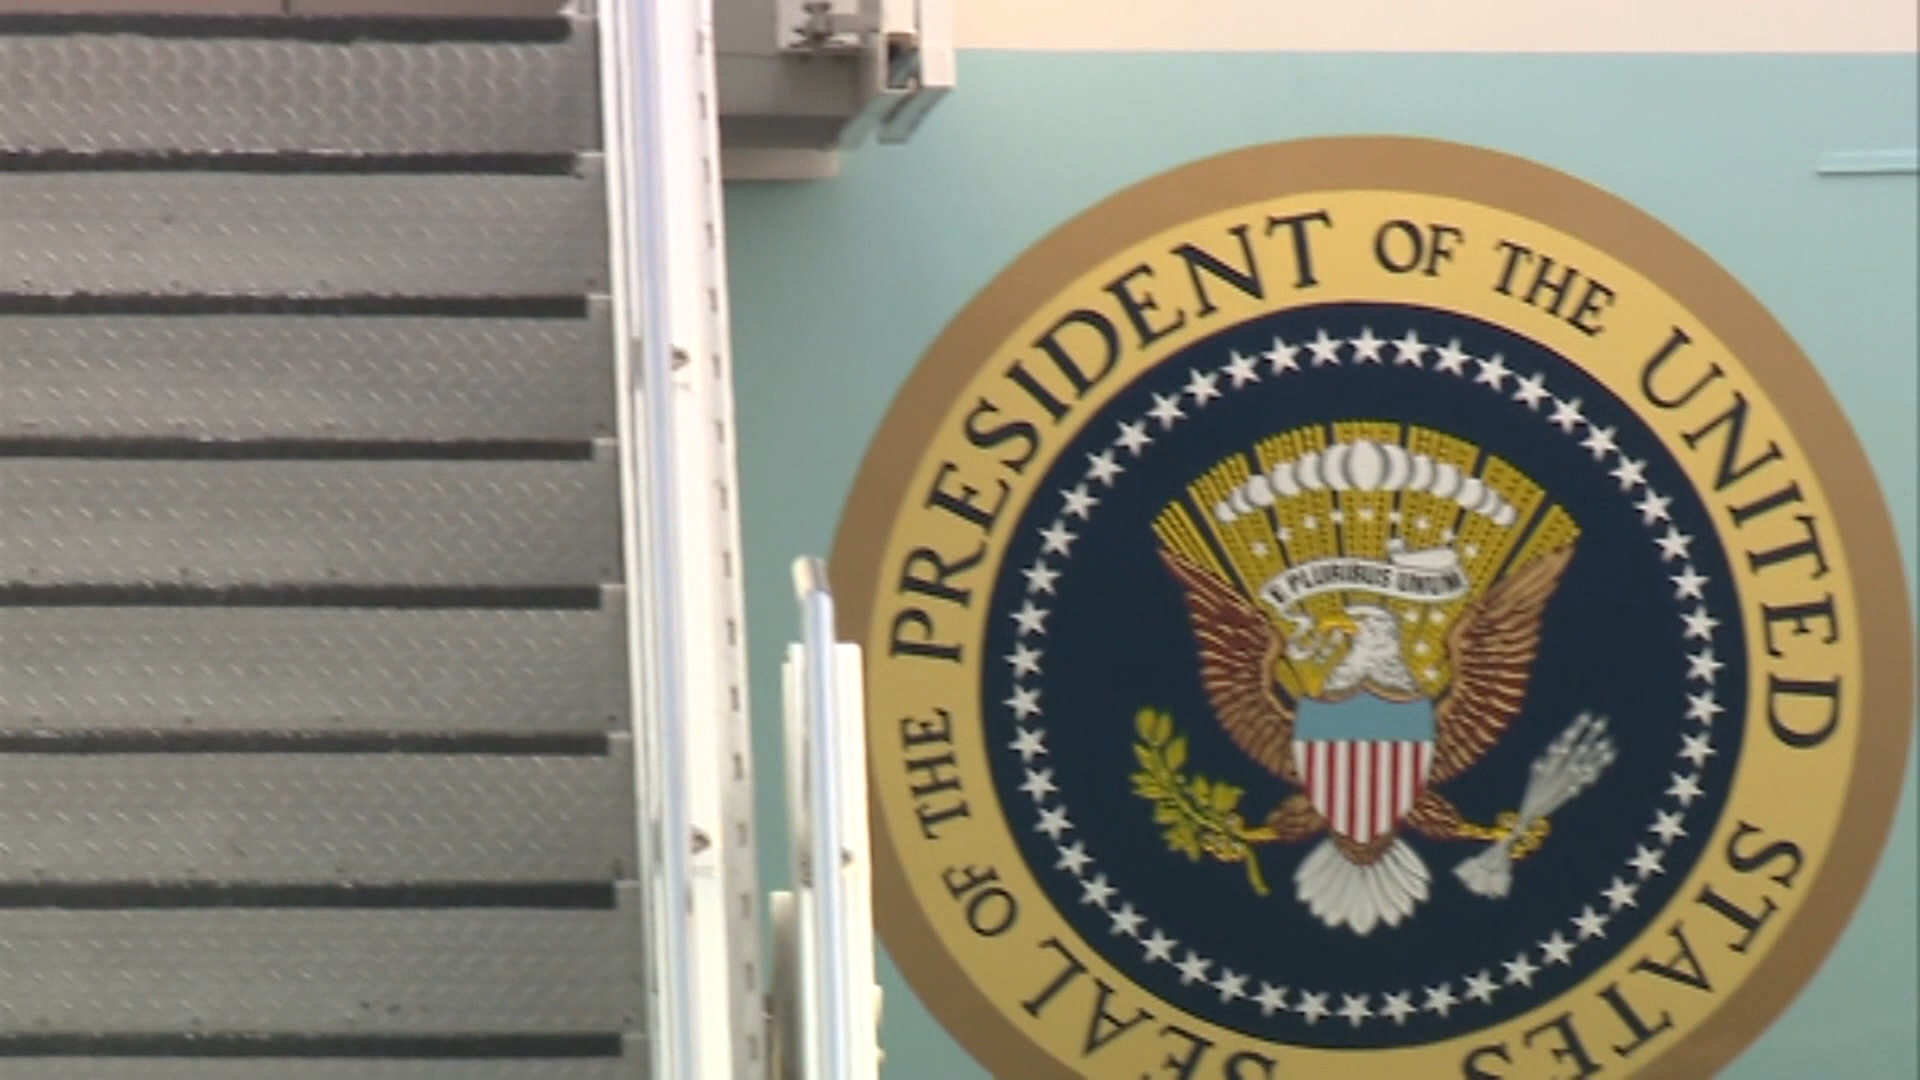 SEAL OF THE PRESIDENT OF THE UNITED STATES
E PLURIBUS UNUM